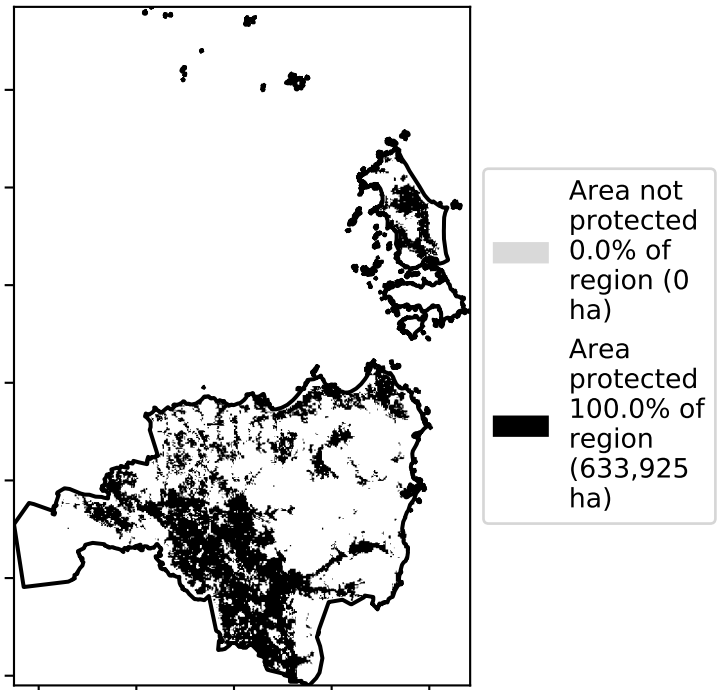 Area not
protected
0.0% of
region (0
ha)
Area
protected
100.0% of
region
(633,925
ha)